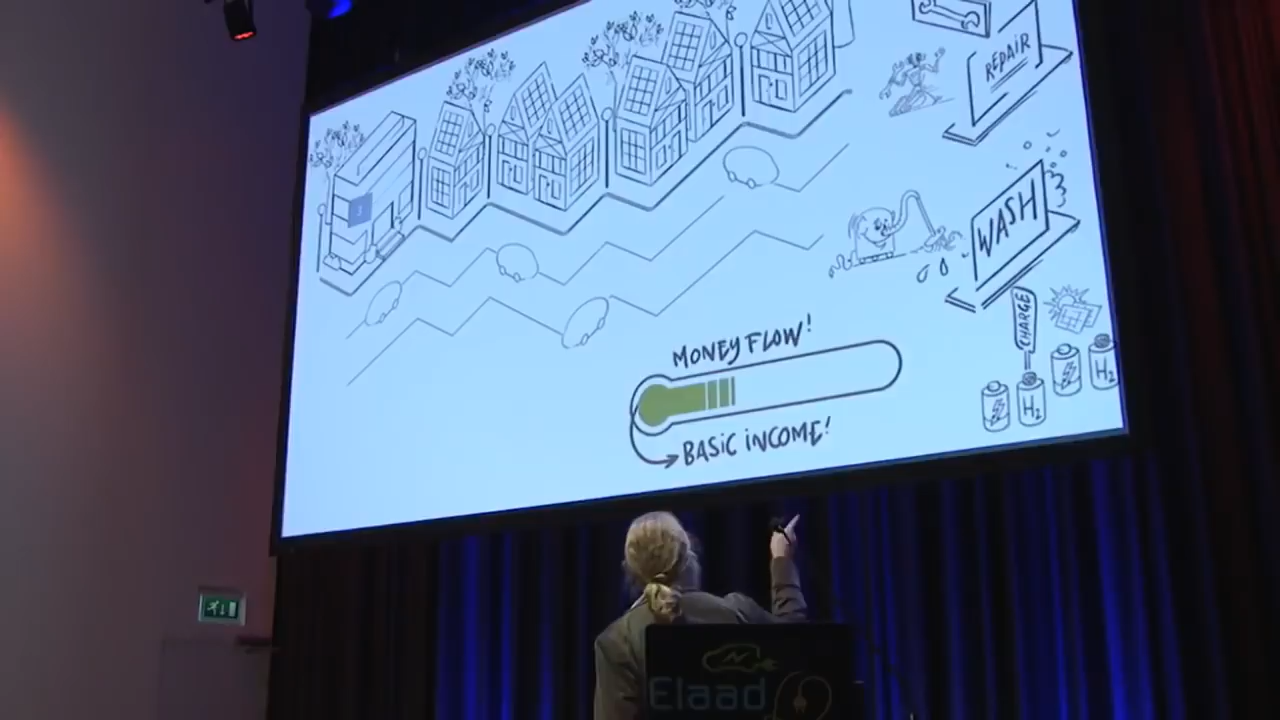 REPAIR
WASH
CHARGE
H₂
H₂
MONEY FLOW!
BASIC INCOME!
Elaad